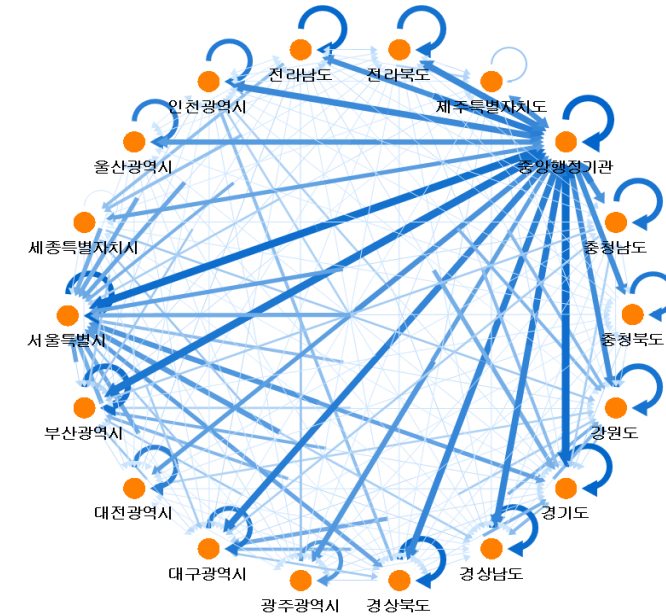 전라남도
전라북도
인천광역시
제주특별자치도
울산광역시
중앙행정기관
세종특별자치시
충청남도
서울특별시
충청북도
부산광역시
강원도
대전광역시
경기도
대구광역시
경상남도
광주광역시
경상북도